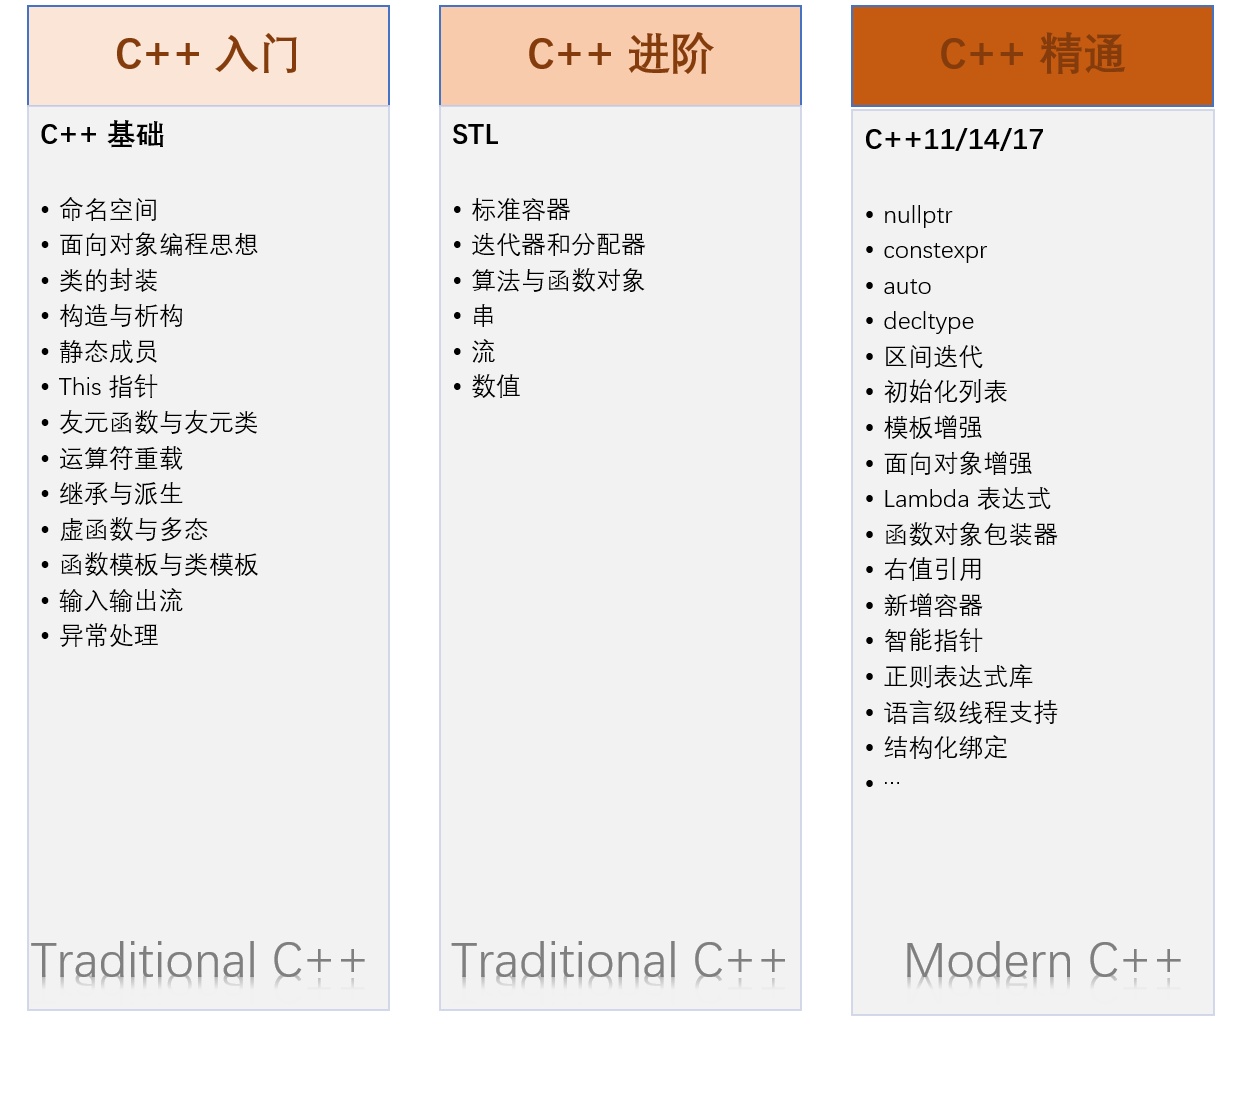 C++ 入门
C++ 基础
• 命名空间
• 面向对象编程思想
• 类的封装
• 构造与析构
• 静态成员
• This 指针
• 友元函数与友元类
• 运算符重载
• 继承与派生
• 虚函数与多态
• 函数模板与类模板
• 输入输出流
• 异常处理
Traditional C++
C++ 进阶
STL
• 标准容器
• 迭代器和分配器
• 算法与函数对象
• 串
• 流
• 数值
Traditional C++
C++ 精通
C++11/14/17
• nullptr
• constexpr
• auto
• decltype
• 区间迭代
• 初始化列表
• 模板增强
• 面向对象增强
• Lambda 表达式
• 函数对象包装器
• 右值引用
• 新增容器
• 智能指针
• 正则表达式库
• 语言级线程支持
• 结构化绑定
• ...
Modern C++